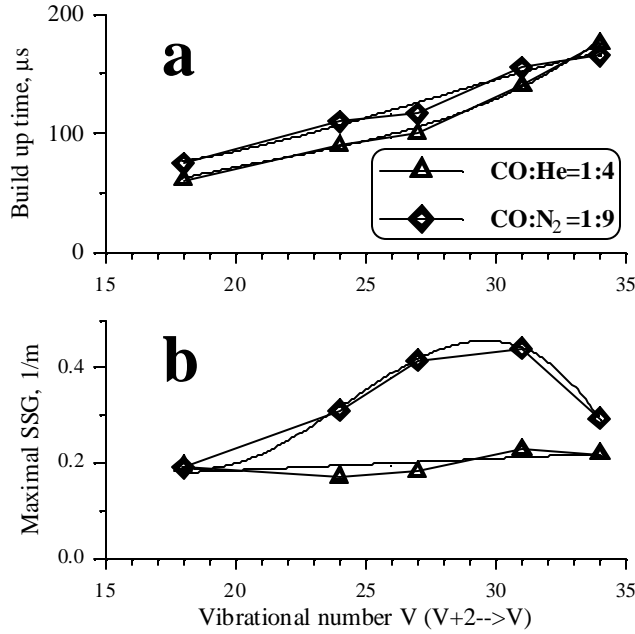 200
a
100
0
Build up time, μs
CO:He=1:4
CO:N₂=1:9
15 20 25 30 35
b
0.4
0.2
0.0
Maximal SSG, 1/m
15 20 25 30 35
Vibrational number V (V+2-->V)